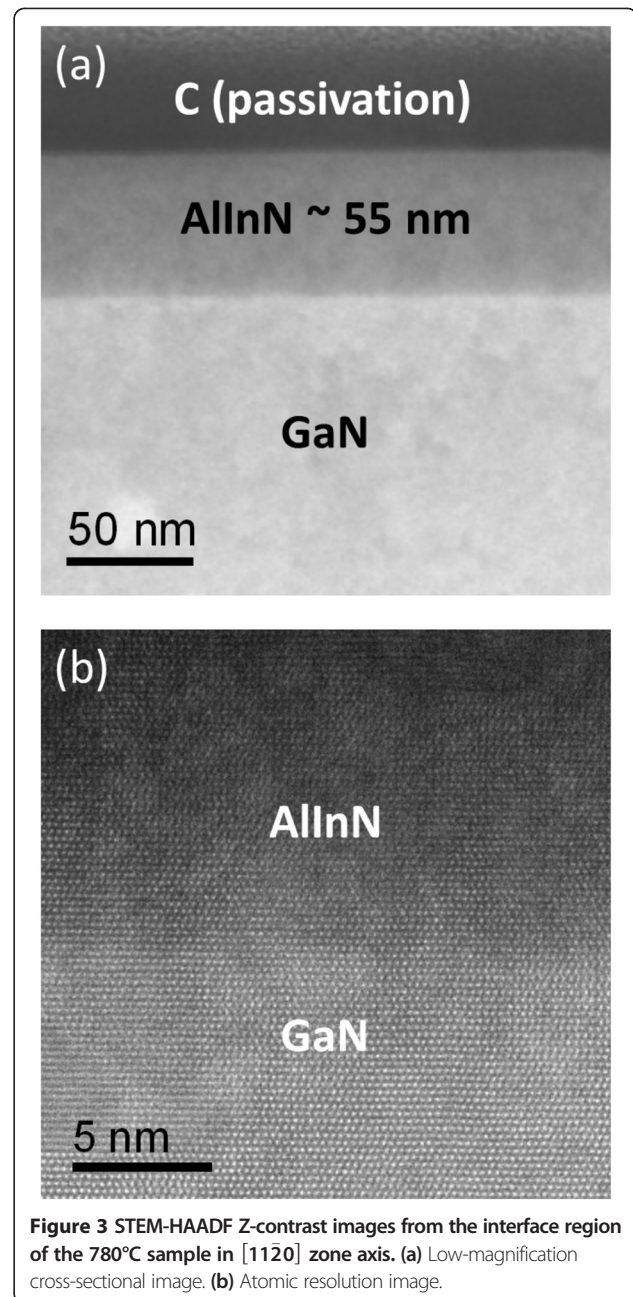 (a)
C (passivation)
AlInN ~ 55 nm
GaN
50 nm
(b)
AlInN
GaN
5 nm
Figure 3 STEM-HAADF Z-contrast images from the interface region
of the 780°C sample in [112̄0] zone axis. (a) Low-magnification
cross-sectional image. (b) Atomic resolution image.